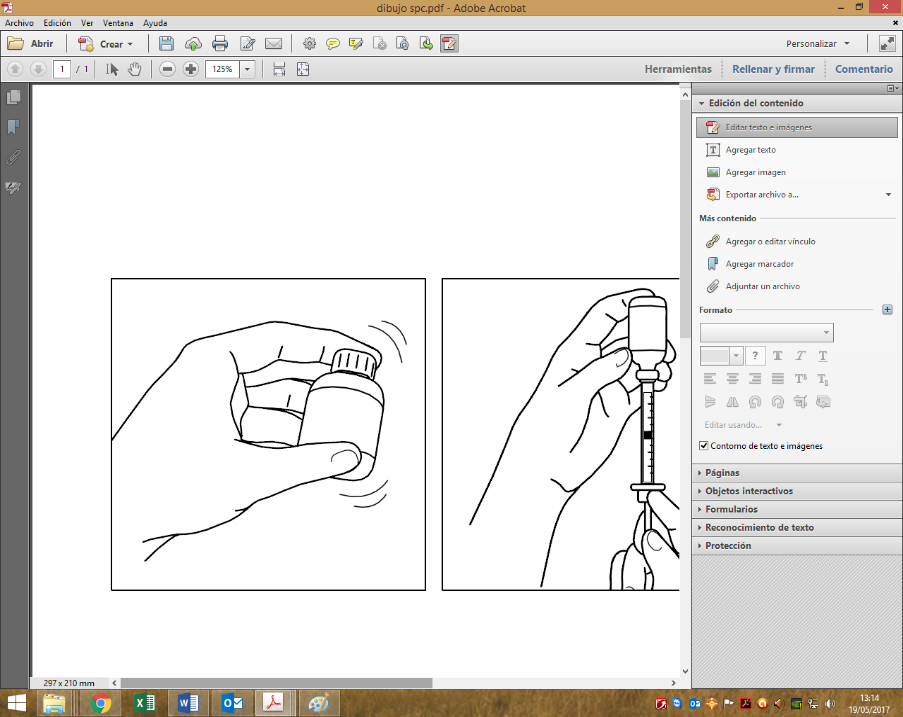 dibujo spc.pdf - Adobe Acrobat
Archivo Edición Ver Ventana Ayuda
Abrir Crear Personalizar
1 / 1 125% Herramientas Rellenar y firmar Comentario
Edición del contenido
Editar texto e imágenes
T Agregar texto
Agregar imagen
Exportar archivo a...
Más contenido
Agregar o editar vínculo
Agregar marcador
Adjuntar un archivo
Formato
? T T T
Editar usando...
Contorno de texto e imágenes
Páginas
Objetos interactivos
Formularios
Reconocimiento de texto
Protección
297 x 210 mm
13:14
19/05/2017